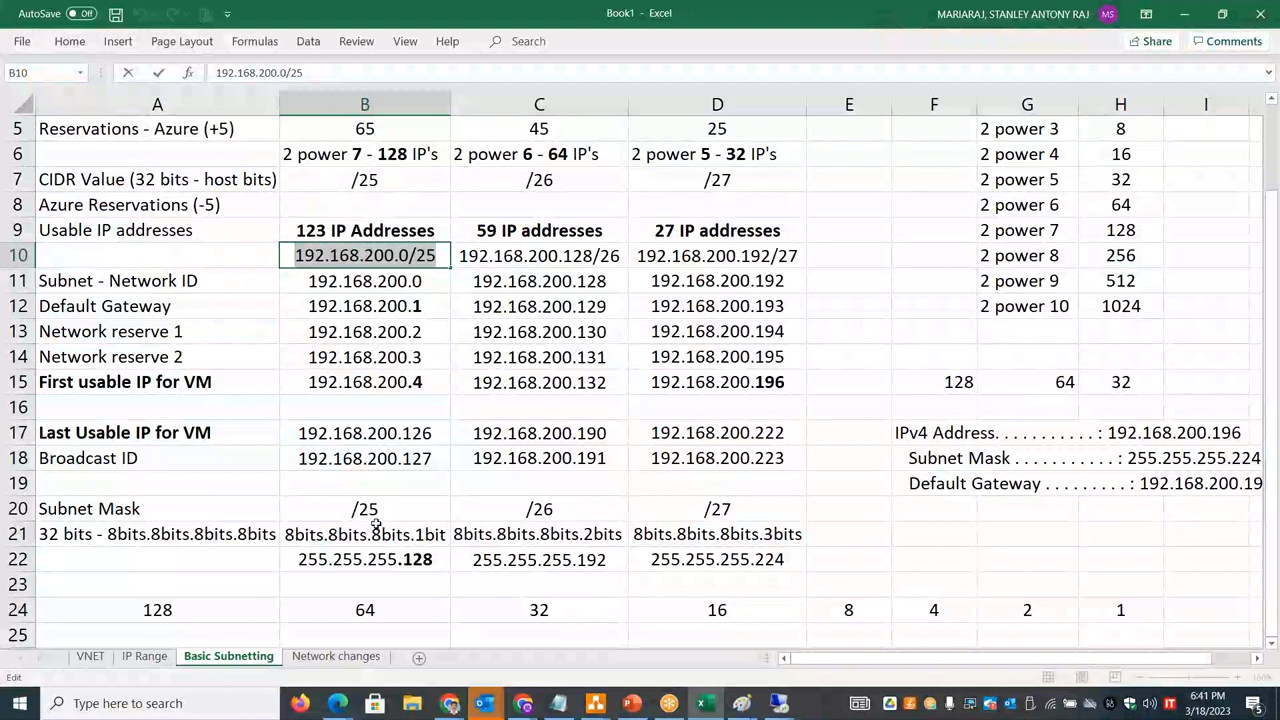 AutoSave Off Book1 - Excel MARIARAJ, STANLEY ANTONY RAJ MS
File Home Insert Page Layout Formulas Data Review View Help Search Share Comments
B10 fx 192.168.200.0/25
A B C D E F G H I
5 Reservations - Azure (+5) 65 45 25 2 power 3 8
6 2 power 7 - 128 IP's 2 power 6 - 64 IP's 2 power 5 - 32 IP's 2 power 4 16
7 CIDR Value (32 bits - host bits) /25 /26 /27 2 power 5 32
8 Azure Reservations (-5) 2 power 6 64
9 Usable IP addresses 123 IP Addresses 59 IP addresses 27 IP addresses 2 power 7 128
10 192.168.200.0/25 192.168.200.128/26 192.168.200.192/27 2 power 8 256
11 Subnet - Network ID 192.168.200.0 192.168.200.128 192.168.200.192 2 power 9 512
12 Default Gateway 192.168.200.1 192.168.200.129 192.168.200.193 2 power 10 1024
13 Network reserve 1 192.168.200.2 192.168.200.130 192.168.200.194
14 Network reserve 2 192.168.200.3 192.168.200.131 192.168.200.195
15 First usable IP for VM 192.168.200.4 192.168.200.132 192.168.200.196 128 64 32
16
17 Last Usable IP for VM 192.168.200.126 192.168.200.190 192.168.200.222 IPv4 Address. . . . . . . . . . . : 192.168.200.196
18 Broadcast ID 192.168.200.127 192.168.200.191 192.168.200.223 Subnet Mask . . . . . . . . . . . : 255.255.255.224
19 Default Gateway . . . . . . . . . : 192.168.200.19
20 Subnet Mask /25 /26 /27
21 32 bits - 8bits.8bits.8bits.8bits 8bits.8bits.8bits.1bit 8bits.8bits.8bits.2bits 8bits.8bits.8bits.3bits
22 255.255.255.128 255.255.255.192 255.255.255.224
23
24 128 64 32 16 8 4 2 1
25
VNET IP Range Basic Subnetting Network changes
Edit 160%
Type here to search IT 6:41 PM
3/18/2023